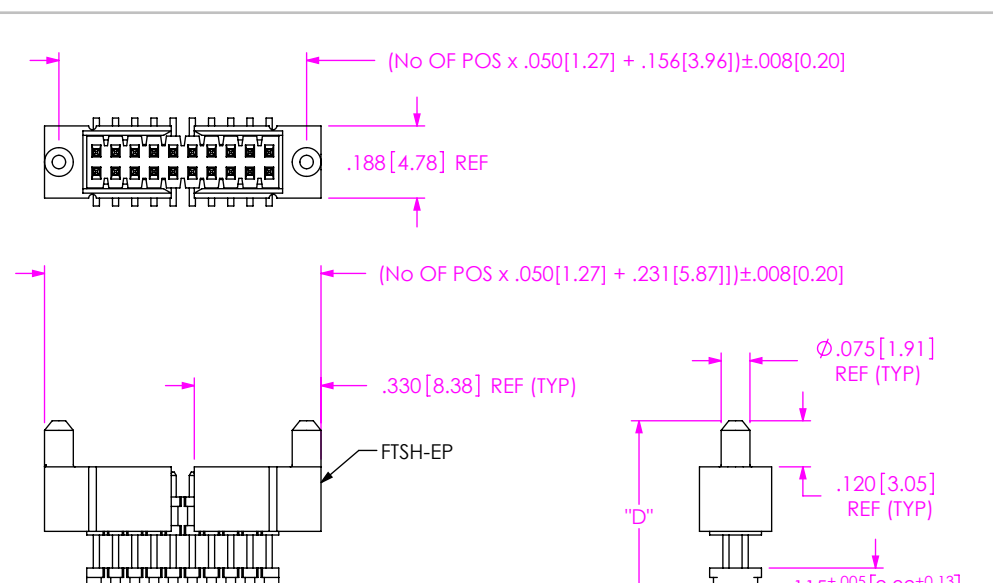 (No OF POS x .050[1.27] + .156[3.96])±.008[0.20]
.188[4.78] REF
(No OF POS x .050[1.27] + .231[5.87]])±.008[0.20]
Ø.075[1.91]
REF (TYP)
.330[8.38] REF (TYP)
FTSH-EP
.120[3.05]
REF (TYP)
"D"